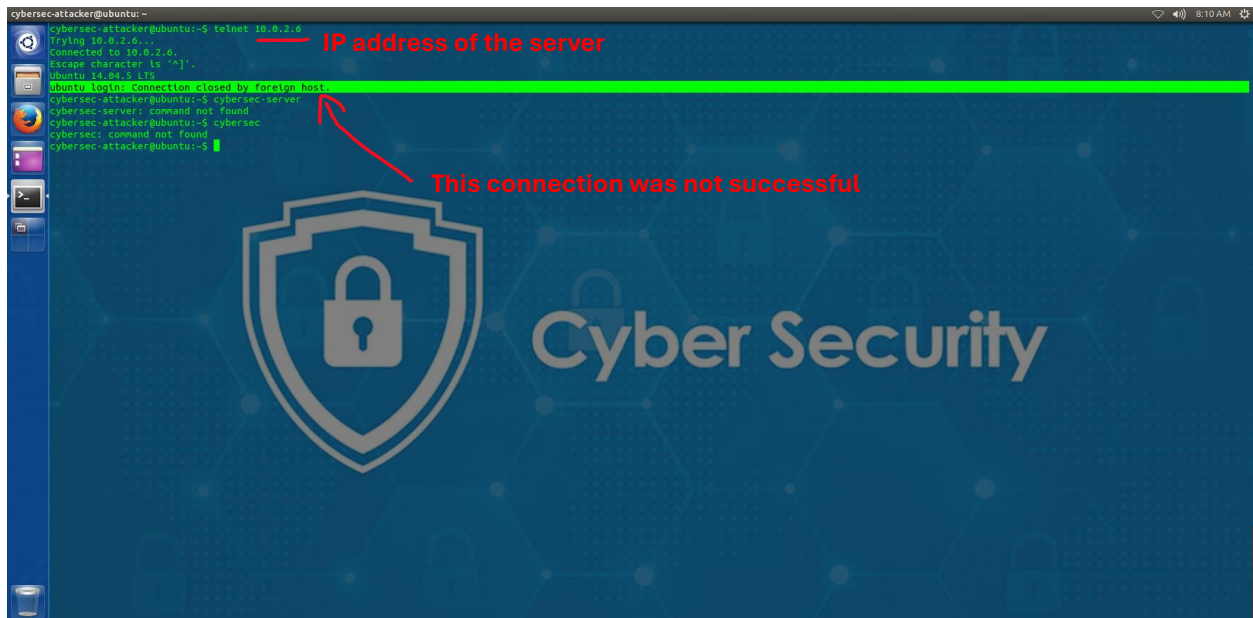 cybersec-attacker@ubuntu: ~
8:10 AM
cybersec-attacker@ubuntu:~$ telnet 10.0.2.6
Trying 10.0.2.6...
IP address of the server
Connected to 10.0.2.6.
Escape character is '^]'.
Ubuntu 14.04.5 LTS
ubuntu login: Connection closed by foreign host.
cybersec-attacker@ubuntu:~$ cybersec-server
cybersec-server: command not found
cybersec-attacker@ubuntu:~$ cybersec
cybersec: command not found
cybersec-attacker@ubuntu:~$
This connection was not successful
Cyber Security